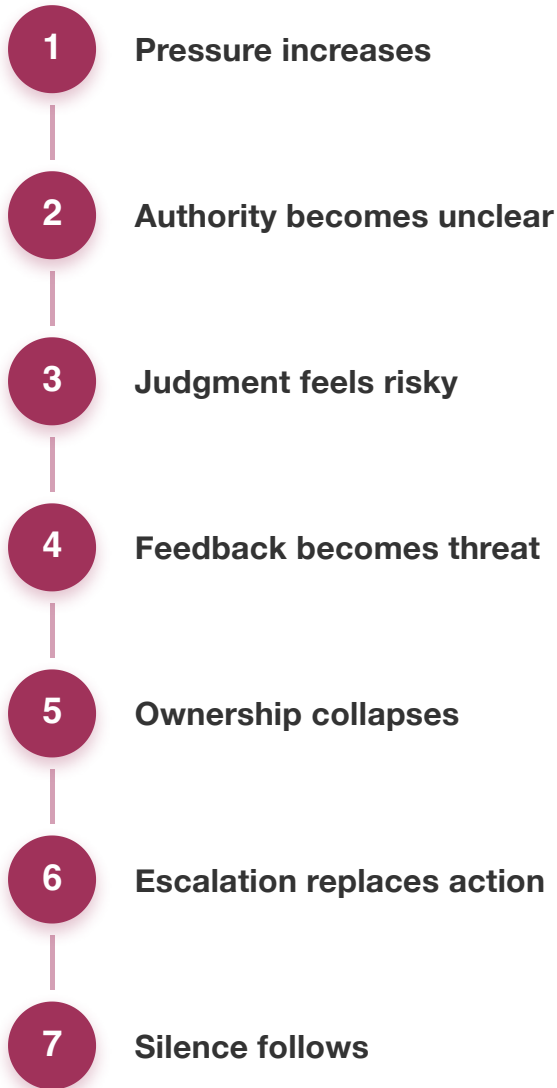 1 Pressure increases
2 Authority becomes unclear
3 Judgment feels risky
4 Feedback becomes threat
5 Ownership collapses
6 Escalation replaces action
7 Silence follows